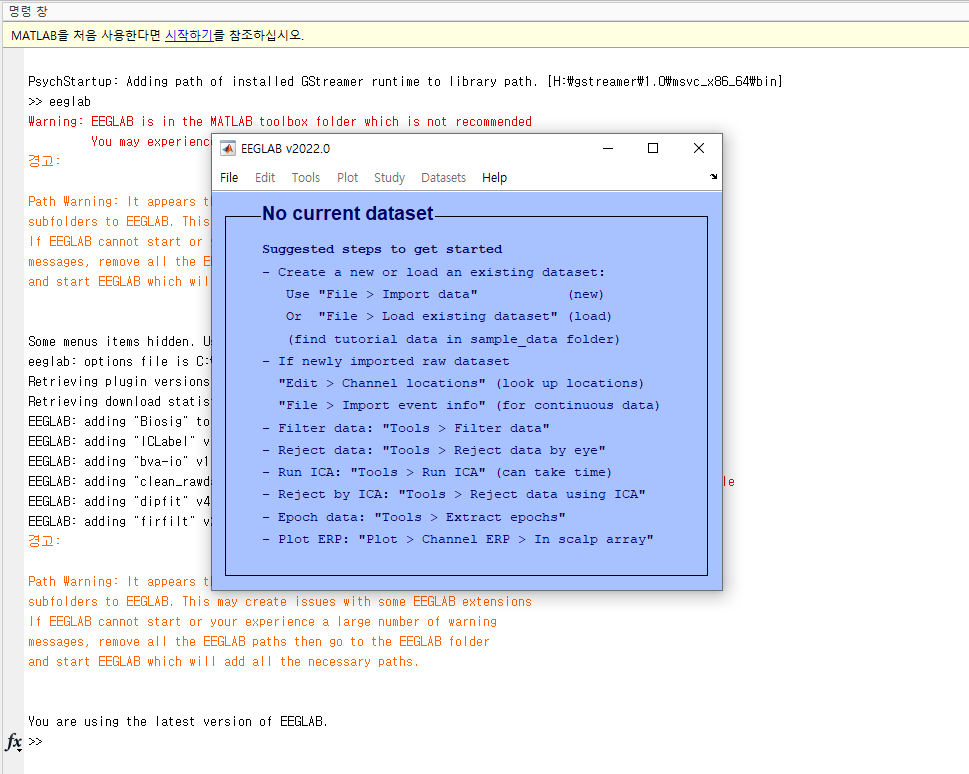 명령 창
MATLAB을 처음 사용한다면 시작하기를 참조하십시오.
PsychStartup: Adding path of installed GStreamer runtime to library path. [H:\gstreamer\1.0\msvc_x86_64\bin]
>> eeglab
Warning: EEGLAB is in the MATLAB toolbox folder which is not recommended
You may experience
경고:
Path Warning: It appears
subfolders to EEGLAB. This
If EEGLAB cannot start or
messages, remove all the
and start EEGLAB which
Some menus items hidden.
eeglab: options file is
Retrieving plugin versions
Retrieving download
EEGLAB: adding "Biosig"
EEGLAB: adding "ICLabel"
EEGLAB: adding "bva-io"
EEGLAB: adding
EEGLAB: adding "dipfit"
EEGLAB: adding "firfilt"
EEGLAB v2022.0
File Edit Tools Plot Study Datasets Help
No current dataset
Suggested steps to get started
- Create a new or load an existing dataset:
Use "File > Import data" (new)
Or "File > Load existing dataset" (load)
(find tutorial data in sample_data folder)
- If newly imported raw dataset
"Edit > Channel locations" (look up locations)
"File > Import event info" (for continuous data)
- Filter data: "Tools > Filter data"
- Reject data: "Tools > Reject data by eye"
- Run ICA: "Tools > Run ICA" (can take time)
- Reject by ICA: "Tools > Reject data using ICA"
- Epoch data: "Tools > Extract epochs"
- Plot ERP: "Plot > Channel ERP > In scalp array"
경고:
Path Warning: It appears
subfolders to EEGLAB. This may create issues with some EEGLAB extensions
If EEGLAB cannot start or your experience a large number of warning
messages, remove all the EEGLAB paths then go to the EEGLAB folder
and start EEGLAB which will add all the necessary paths.
You are using the latest version of EEGLAB.
fx >>